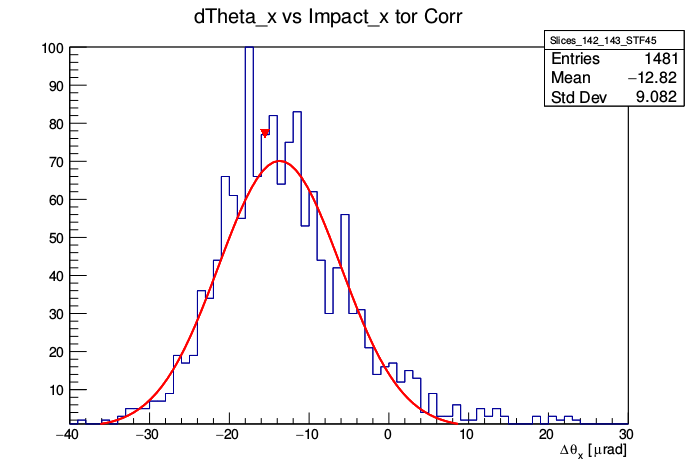 dTheta_x vs Impact_x tor Corr
Slices_142_143_STF45
Entries 1481
Mean −12.82
Std Dev 9.082
100
90
80
70
60
50
40
30
20
10
−40 −30 −20 −10 0 10 20 30
Δθx [μrad]